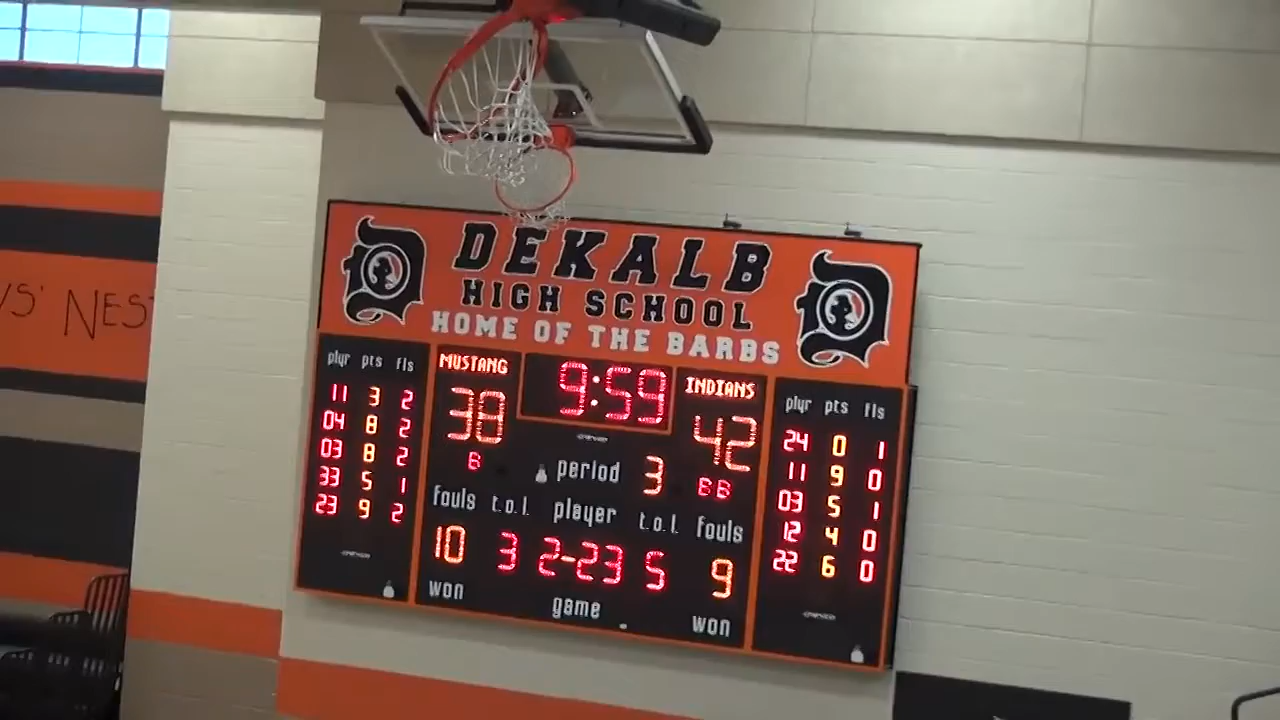 YS' NEST
DEKALB
HIGH SCHOOL
HOME OF THE BARBS
plyr pts fls
11 3 2
04 8 2
03 8 2
33 5 1
23 9 2
MUSTANG
38
B
9:59
INDIANS
42
BB
period 3
fouls t.o.l. player t.o.l. fouls
10 3 2-23 5 9
won game won
plyr pts fls
24 0 1
11 9 0
03 5 1
12 4 0
22 6 0